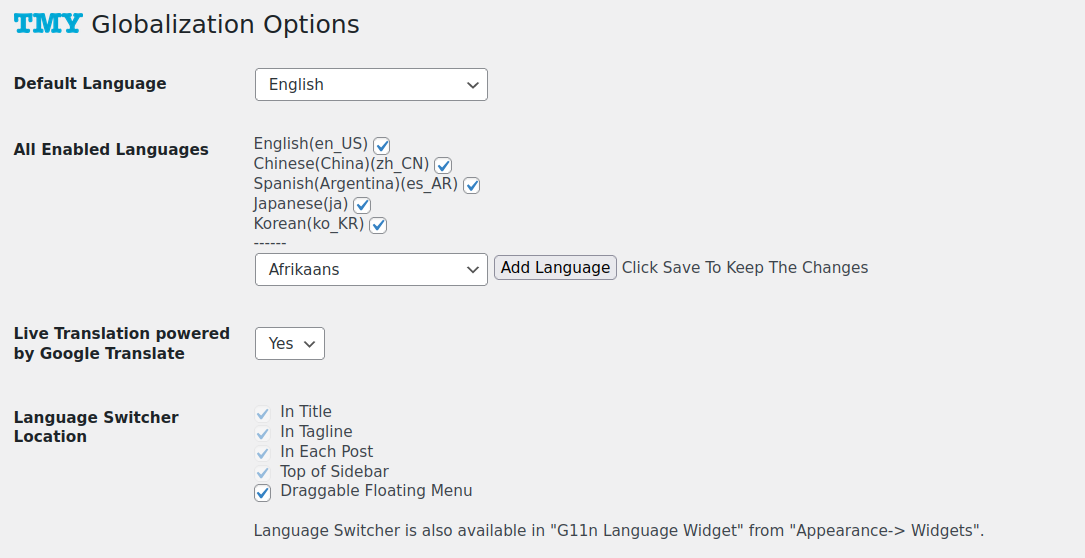 TMY Globalization Options
Default Language
English
All Enabled Languages
English(en_US)
Chinese(China)(zh_CN)
Spanish(Argentina)(es_AR)
Japanese(ja)
Korean(ko_KR)
------
Afrikaans
Add Language Click Save To Keep The Changes
Live Translation powered
by Google Translate
Yes
Language Switcher
Location
In Title
In Tagline
In Each Post
Top of Sidebar
Draggable Floating Menu
Language Switcher is also available in "G11n Language Widget" from "Appearance-> Widgets".